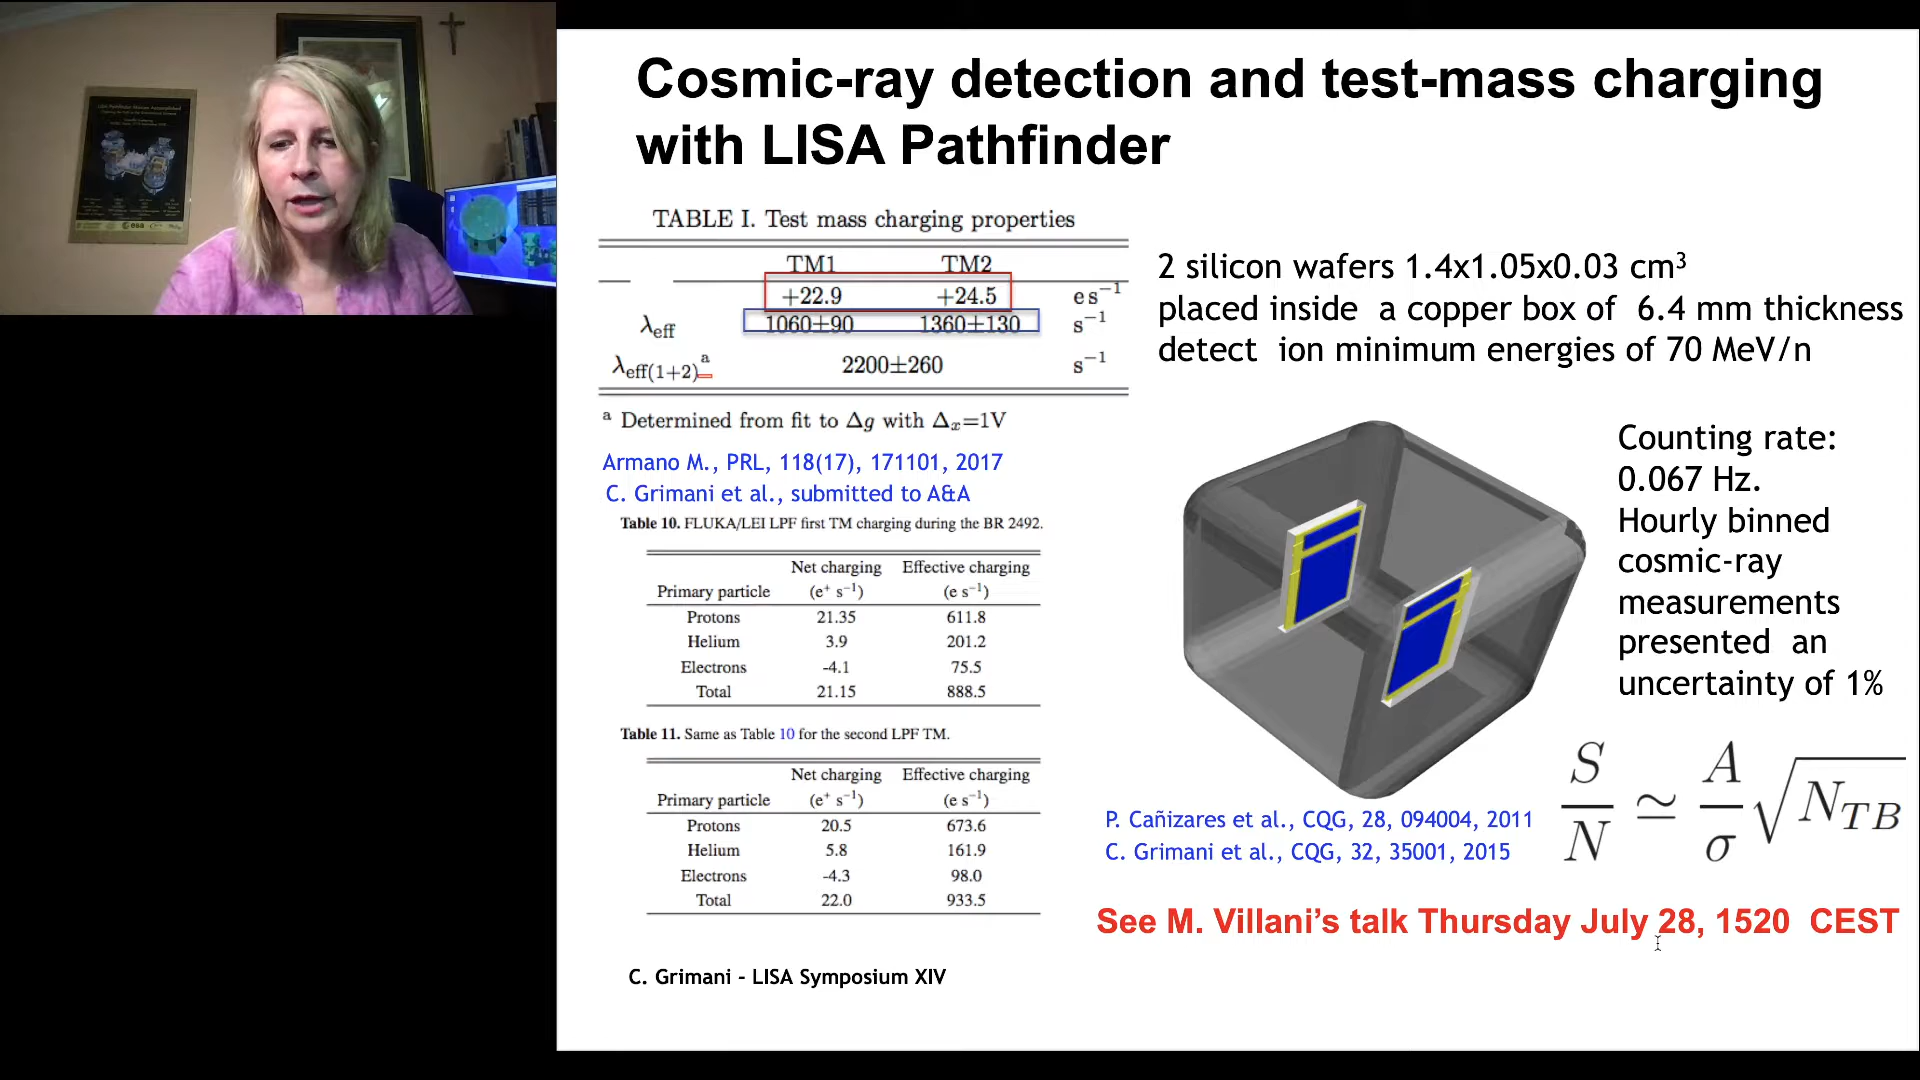 Cosmic-ray detection and test-mass charging
with LISA Pathfinder
TABLE I. Test mass charging properties
TM1 TM2
+22.9 +24.5 e s⁻¹
λeff 1060±90 1360±130 s⁻¹
λeff(1+2)ᵃ 2200±260 s⁻¹
ᵃ Determined from fit to Δg with Δx=1V
Armano M., PRL, 118(17), 171101, 2017
C. Grimani et al., submitted to A&A
Table 10. FLUKA/LEI LPF first TM charging during the BR 2492.
Net charging Effective charging
Primary particle (e⁺ s⁻¹) (e s⁻¹)
Protons 21.35 611.8
Helium 3.9 201.2
Electrons -4.1 75.5
Total 21.15 888.5
Table 11. Same as Table 10 for the second LPF TM.
Net charging Effective charging
Primary particle (e⁺ s⁻¹) (e s⁻¹)
Protons 20.5 673.6
Helium 5.8 161.9
Electrons -4.3 98.0
Total 22.0 933.5
C. Grimani - LISA Symposium XIV
2 silicon wafers 1.4x1.05x0.03 cm³
placed inside a copper box of 6.4 mm thickness
detect ion minimum energies of 70 MeV/n
Counting rate:
0.067 Hz.
Hourly binned
cosmic-ray
measurements
presented an
uncertainty of 1%
S/N ≃ A/σ √N_TB
P. Cañizares et al., CQG, 28, 094004, 2011
C. Grimani et al., CQG, 32, 35001, 2015
See M. Villani's talk Thursday July 28, 1520 CEST
esa